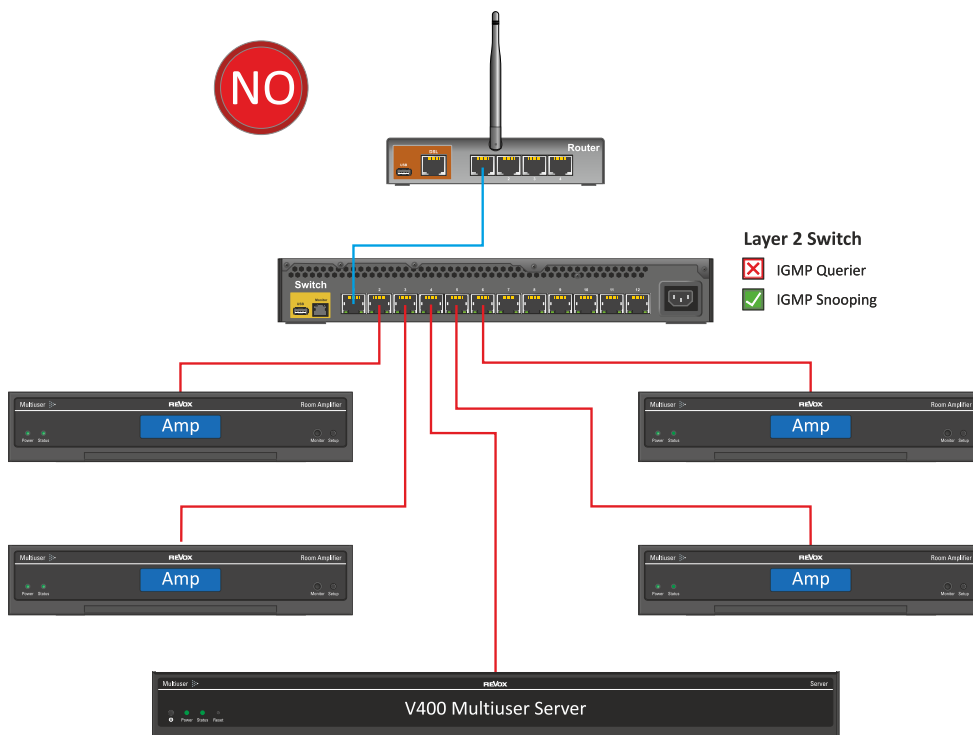 NO
Router
DSL
USB
Layer 2 Switch
IGMP Querier
IGMP Snooping
Switch
USB
Monitor
2 3 4 5 6 7 8 9 10 11 12
Multiuser REVOX Room Amplifier
Amp
Power Status Monitor Setup
Multiuser REVOX Room Amplifier
Amp
Power Status Monitor Setup
Multiuser REVOX Room Amplifier
Amp
Power Status Monitor Setup
Multiuser REVOX Room Amplifier
Amp
Power Status Monitor Setup
Multiuser REVOX Server
V400 Multiuser Server
Power Status Reset